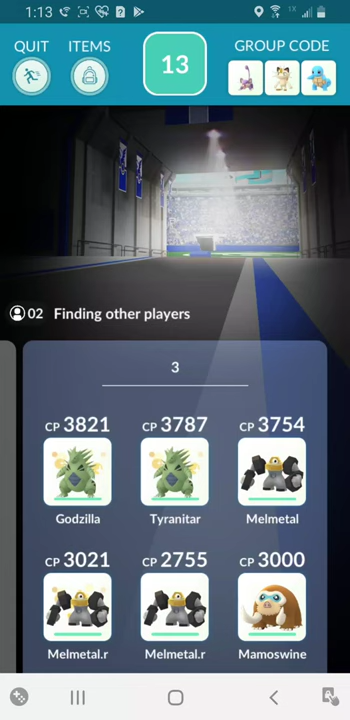 1:13
QUIT ITEMS 13 GROUP CODE
02 Finding other players
3
CP 3821 CP 3787 CP 3754
Godzilla Tyranitar Melmetal
CP 3021 CP 2755 CP 3000
Melmetal.r Melmetal.r Mamoswine